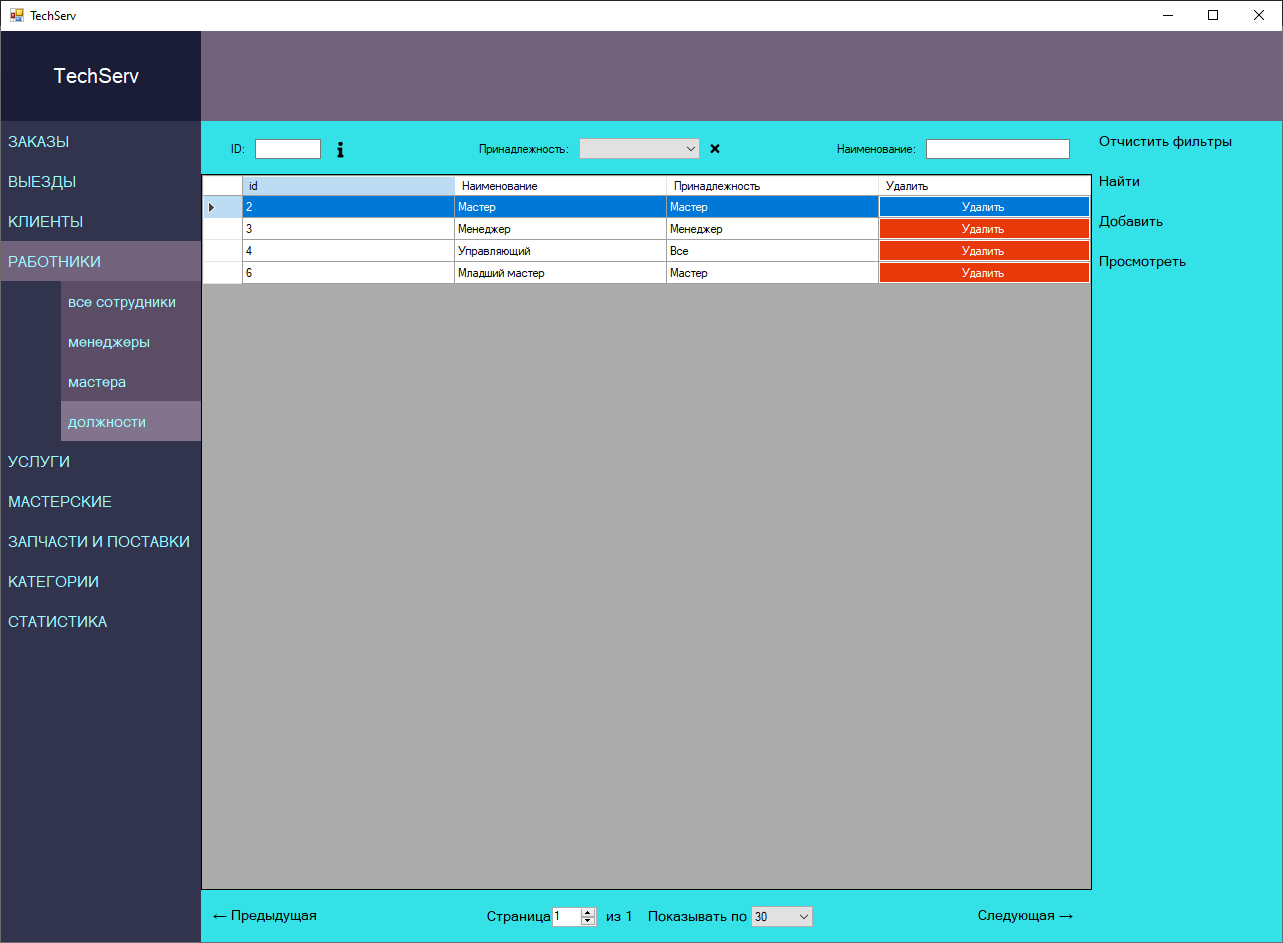 TechServ
TechServ
ЗАКАЗЫ
ВЫЕЗДЫ
КЛИЕНТЫ
РАБОТНИКИ
все сотрудники
менеджеры
мастера
должности
УСЛУГИ
МАСТЕРСКИЕ
ЗАПЧАСТИ И ПОСТАВКИ
КАТЕГОРИИ
СТАТИСТИКА
ID: Принадлежность: Наименование:
id Наименование Принадлежность Удалить
2 Мастер Мастер Удалить
3 Менеджер Менеджер Удалить
4 Управляющий Все Удалить
6 Младший мастер Мастер Удалить
Отчистить фильтры
Найти
Добавить
Просмотреть
← Предыдущая Страница 1 из 1 Показывать по 30 Следующая →